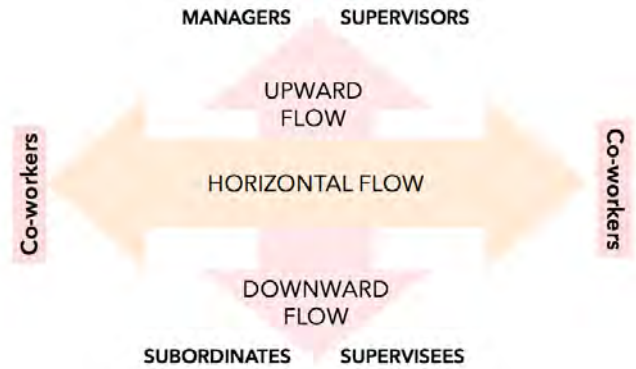 MANAGERS SUPERVISORS
UPWARD
FLOW
Co-workers
HORIZONTAL FLOW
Co-workers
DOWNWARD
FLOW
SUBORDINATES SUPERVISEES